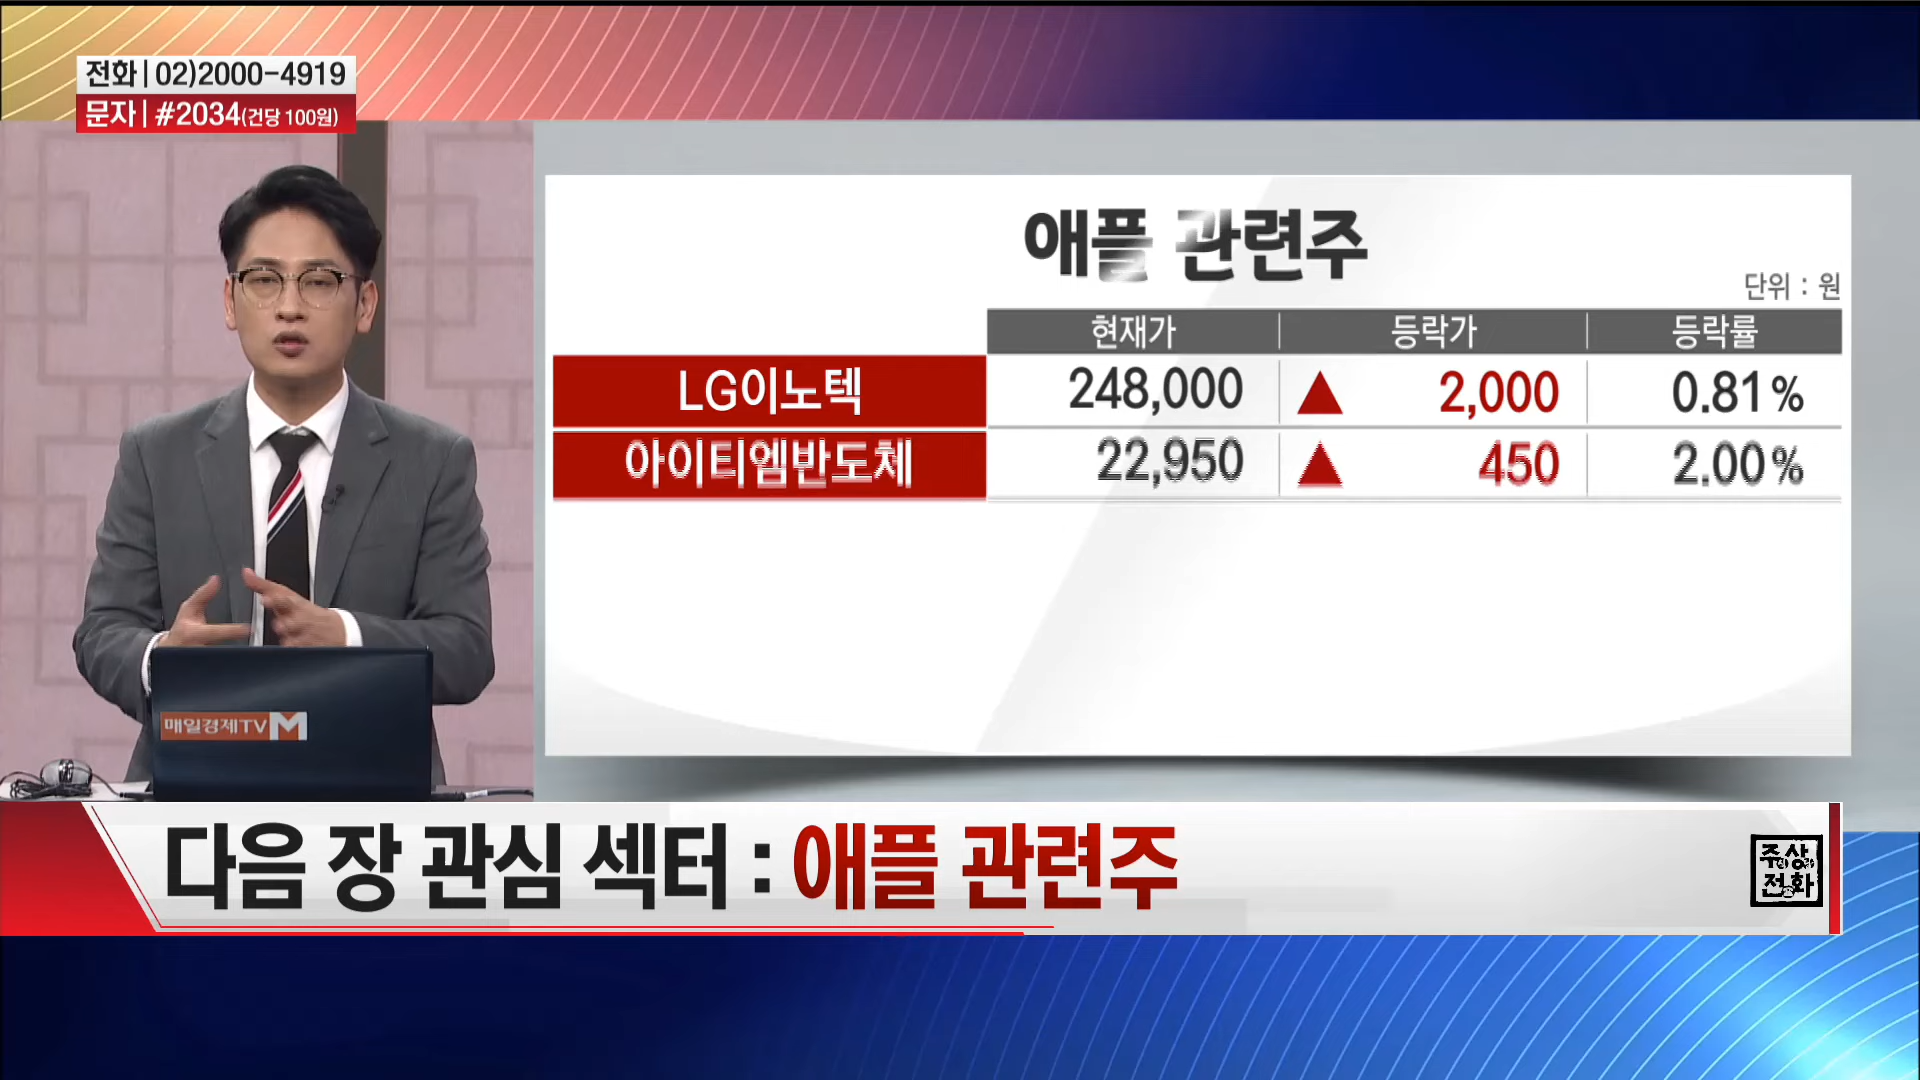 전화 | 02)2000-4919
문자 | #2034(건당 100원)
애플 관련주
단위 : 원
현재가 등락가 등락률
LG이노텍 248,000 ▲ 2,000 0.81%
아이티엠반도체 22,950 ▲ 450 2.00%
매일경제TV M
다음 장 관심 섹터 : 애플 관련주
주상
전화